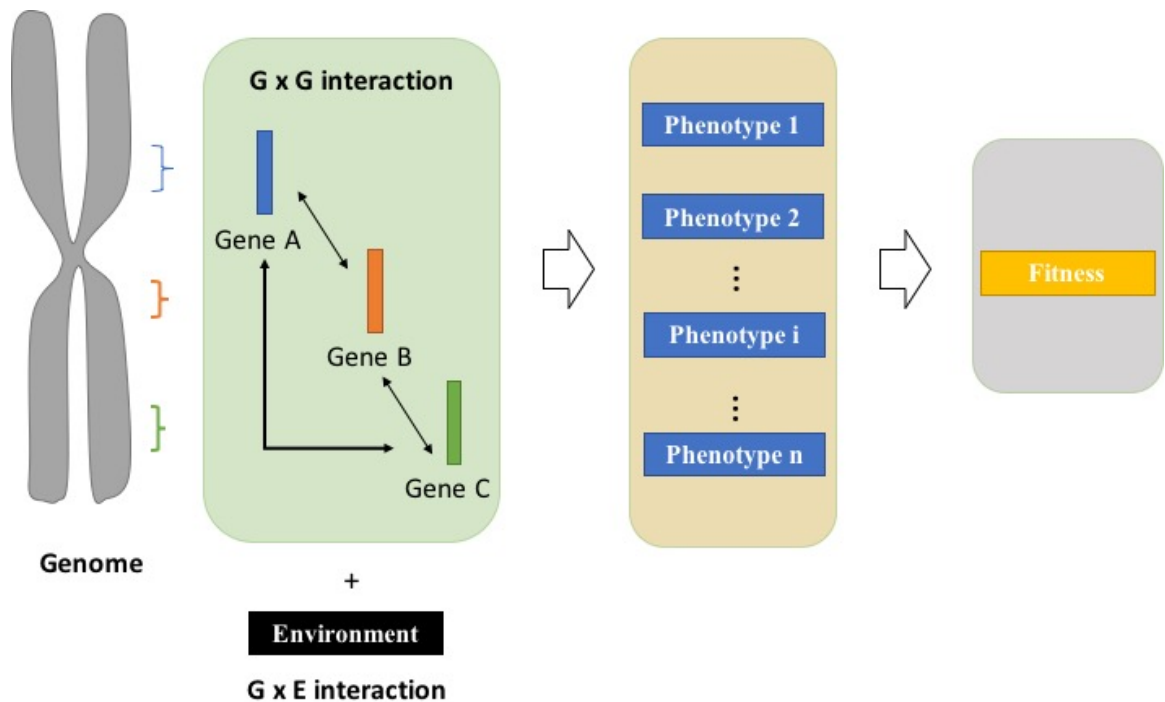 G x G interaction
Gene A
Gene B
Gene C
Genome
+
Environment
G x E interaction
Phenotype 1
Phenotype 2
⋮
Phenotype i
⋮
Phenotype n
Fitness